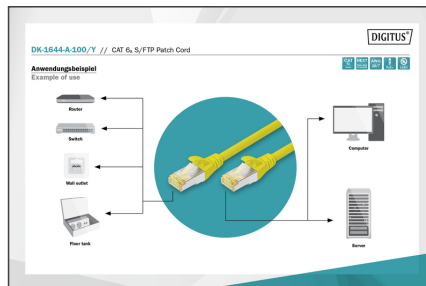 DIGITUS®
DK-1644-A-100/Y // CAT 6A S/FTP Patch Cord
Anwendungsbeispiel
Example of use
CAT
Router
Switch
Wall outlet
Floor tank
Computer
Server